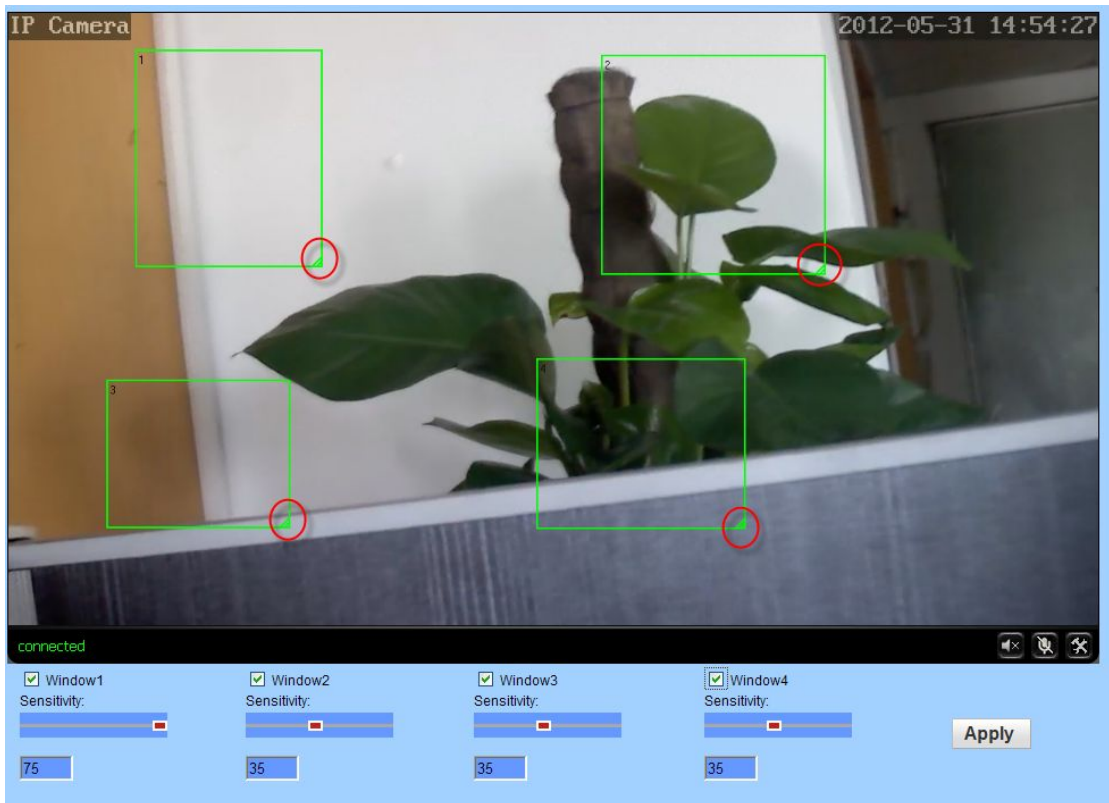 IP Camera 2012-05-31 14:54:27
1
2
3
4
connected
Window1 Window2 Window3 Window4
Sensitivity: Sensitivity: Sensitivity: Sensitivity:
Apply
75 35 35 35